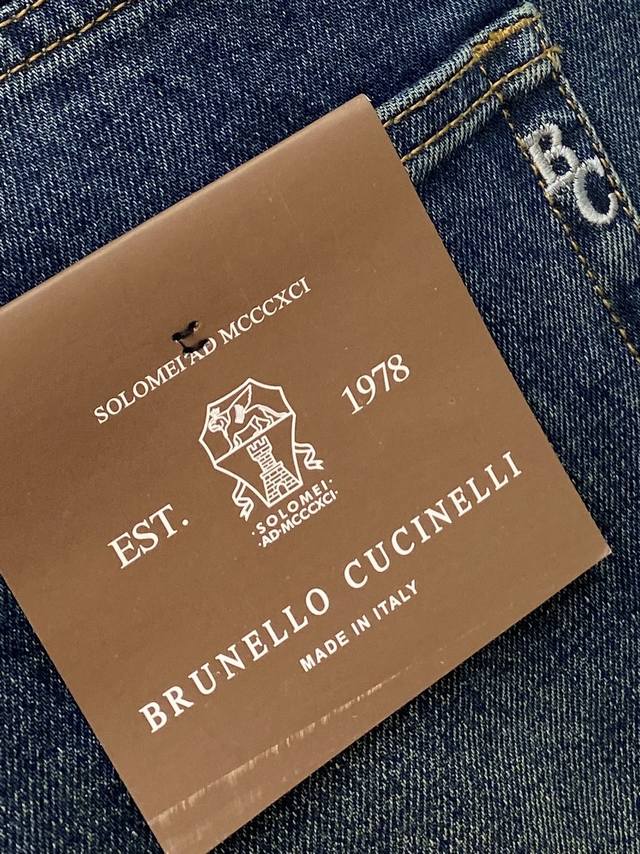 SOLOMEI AD MCCCXCI
EST. 1978
·SOLOMEI·
·AD·MCCCXCI·
BRUNELLO CUCINELLI
MADE IN ITALY
BC